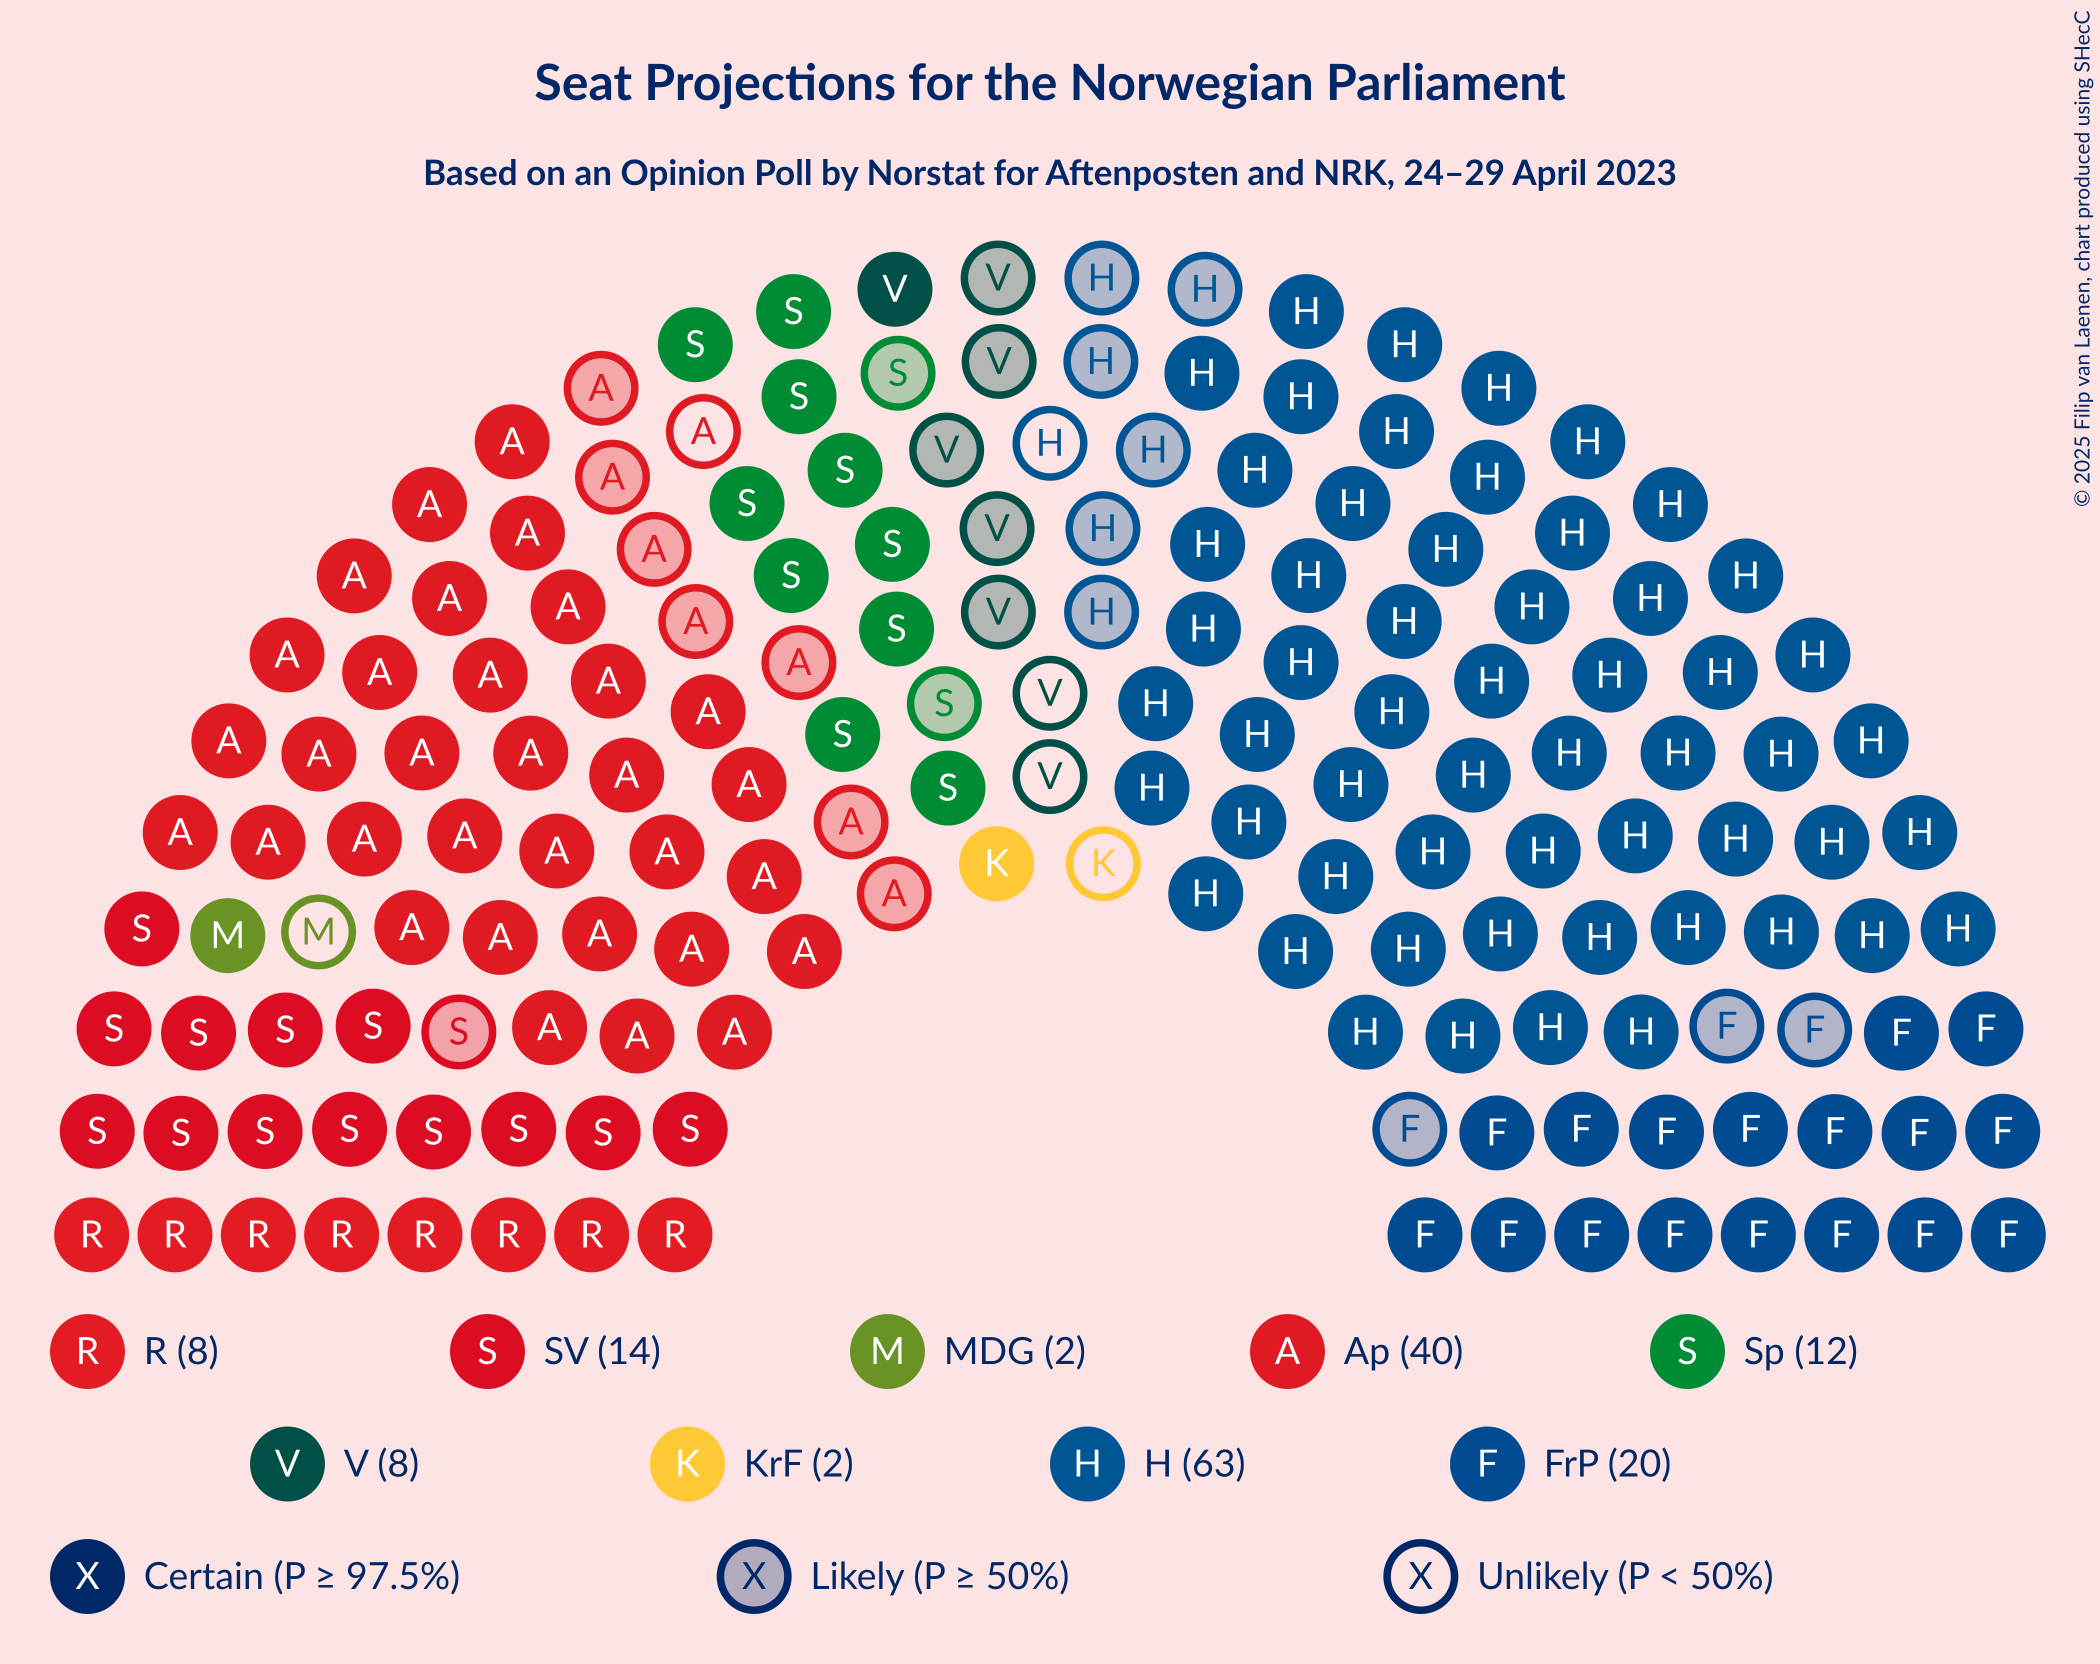 Seat Projections for the Norwegian Parliament
Based on an Opinion Poll by Norstat for Aftenposten and NRK, 24–29 April 2023
© 2025 Filip van Laenen, chart produced using SHecC
V V H H
S H
S H
S V H H
A S H H
A A V H H H H
A S H H
A S H H
A A S V H H H H
A S H H
A A A S V H H H H H
A A A A A H H H H H
A S V H H
A A A A S H H H H H
A A S V H H H
A A A A A A A H H H H H H H
A A K K H H
S M M A A A A A H H H H H H H H
S S S S S A A A H H H H F F F F
S S S S S S S S F F F F F F F F
R R R R R R R R F F F F F F F F
R R (8) S SV (14) M MDG (2) A Ap (40) S Sp (12)
V V (8) K KrF (2) H H (63) F FrP (20)
X Certain (P ≥ 97.5%) X Likely (P ≥ 50%) X Unlikely (P < 50%)